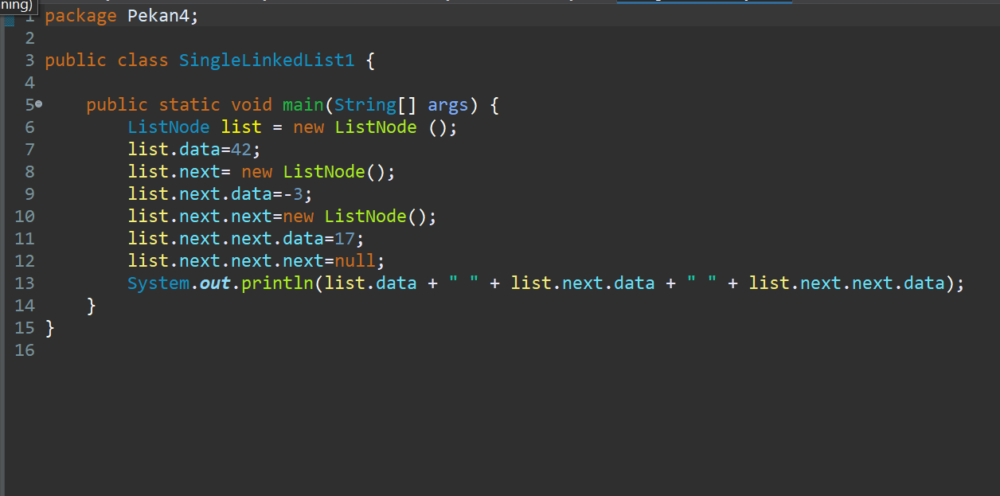 ning)
1 package Pekan4;
2
3 public class SingleLinkedList1 {
4
5 public static void main(String[] args) {
6 ListNode list = new ListNode ();
7 list.data=42;
8 list.next= new ListNode();
9 list.next.data=-3;
10 list.next.next=new ListNode();
11 list.next.next.data=17;
12 list.next.next.next=null;
13 System.out.println(list.data + " " + list.next.data + " " + list.next.next.data);
14 }
15 }
16